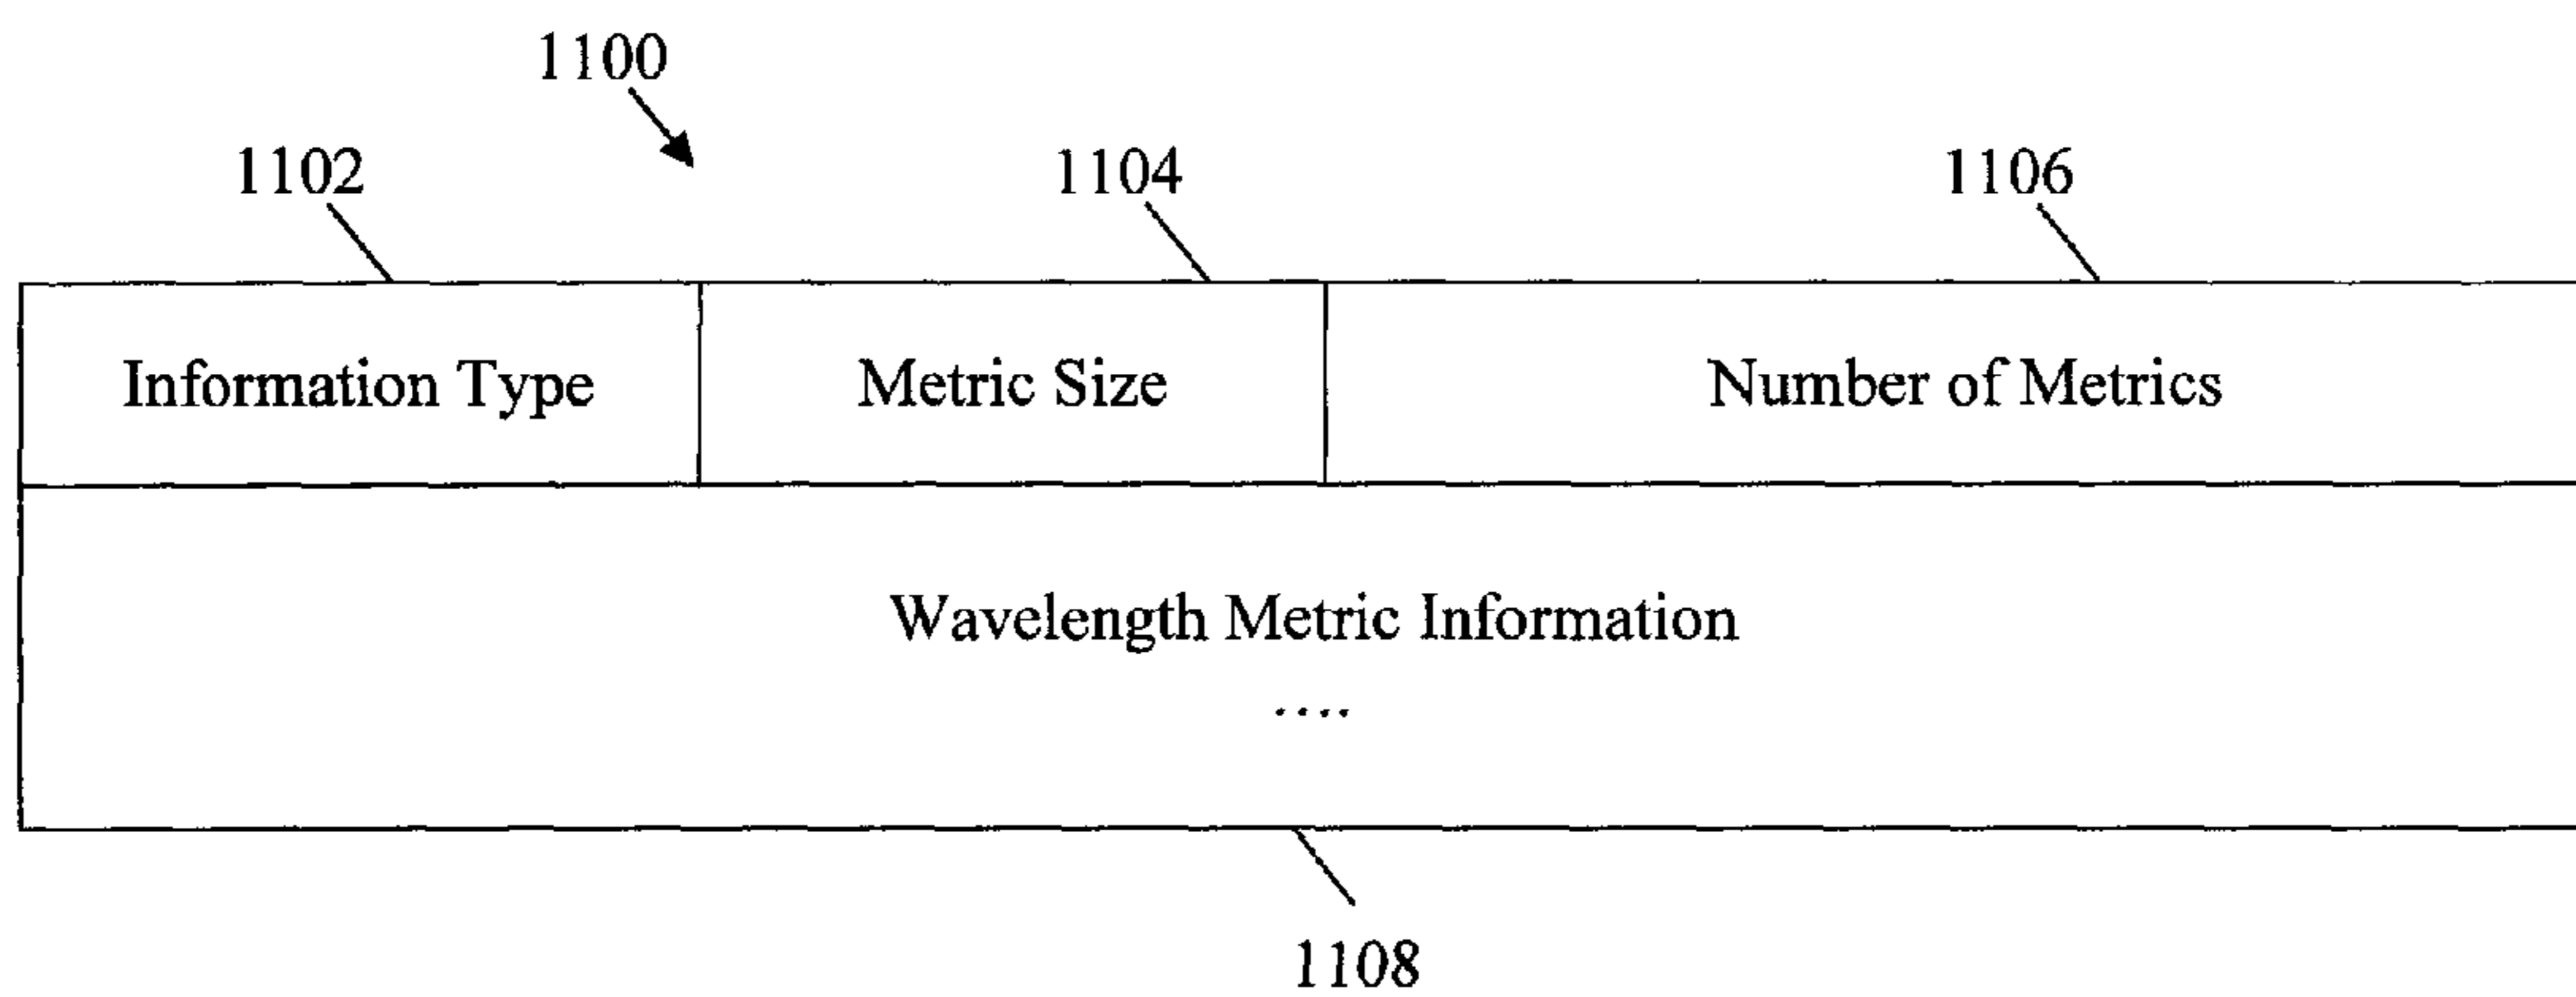 1100
1102 1104 1106
Information Type Metric Size Number of Metrics
Wavelength Metric Information
....
1108